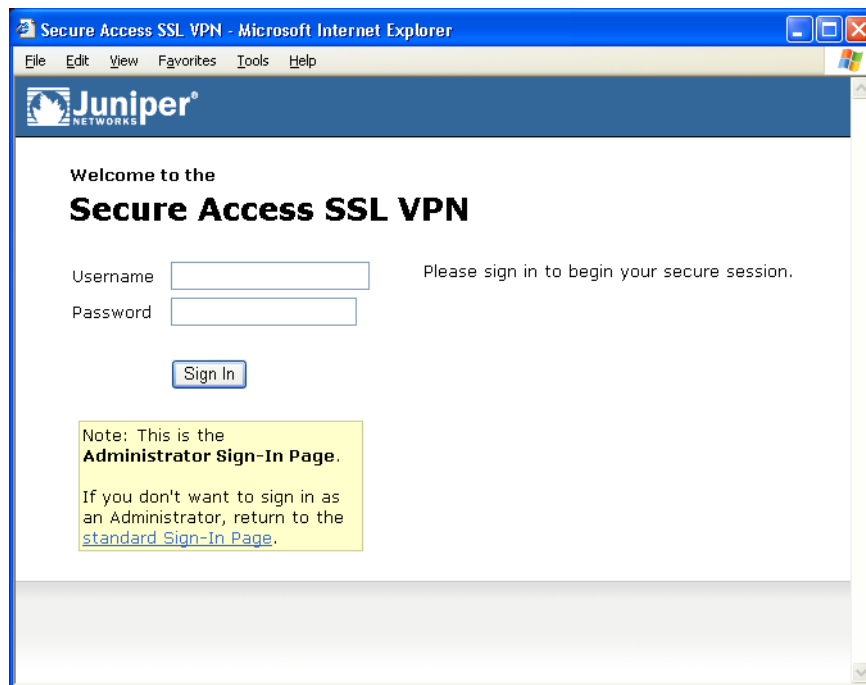 Secure Access SSL VPN - Microsoft Internet Explorer
File Edit View Favorites Tools Help
Juniper®
NETWORKS
Welcome to the
Secure Access SSL VPN
Username
Please sign in to begin your secure session.
Password
Sign In
Note: This is the
Administrator Sign-In Page.
If you don't want to sign in as
an Administrator, return to the
standard Sign-In Page.